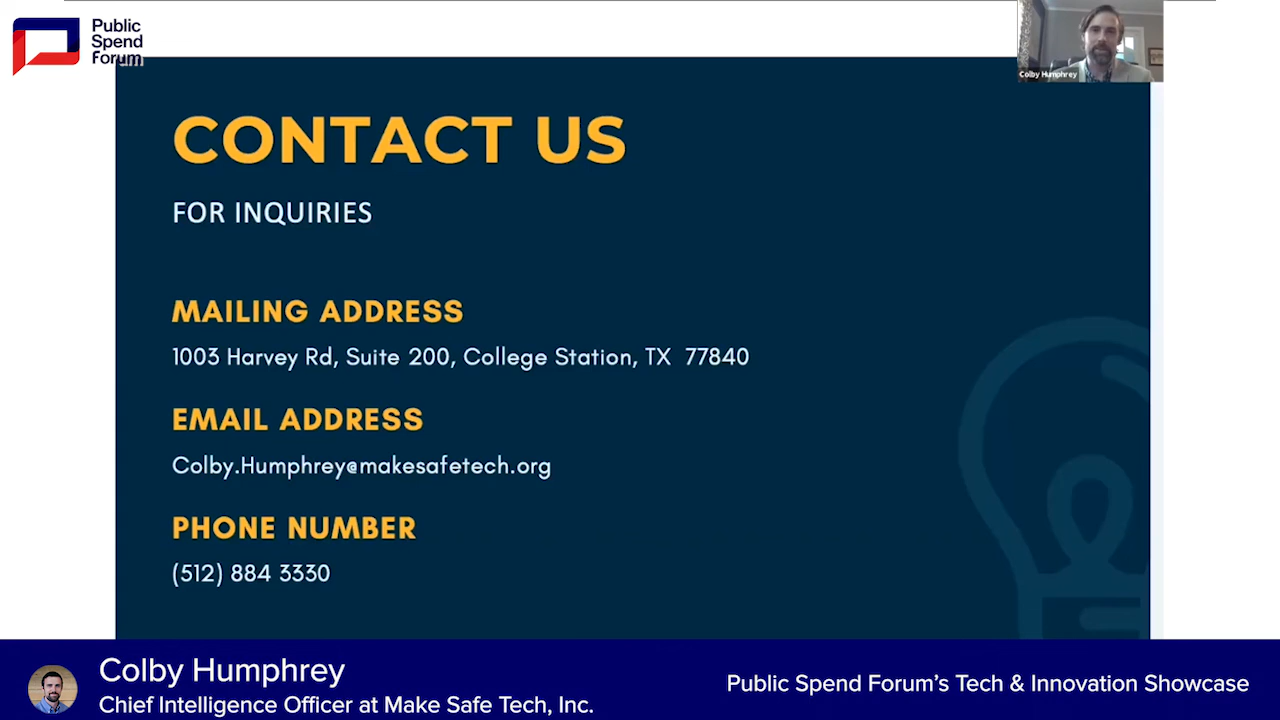 Public
Spend
Forum
Colby Humphrey
CONTACT US
FOR INQUIRIES
MAILING ADDRESS
1003 Harvey Rd, Suite 200, College Station, TX 77840
EMAIL ADDRESS
Colby.Humphrey@makesafetech.org
PHONE NUMBER
(512) 884 3330
Colby Humphrey
Chief Intelligence Officer at Make Safe Tech, Inc.
Public Spend Forum’s Tech & Innovation Showcase